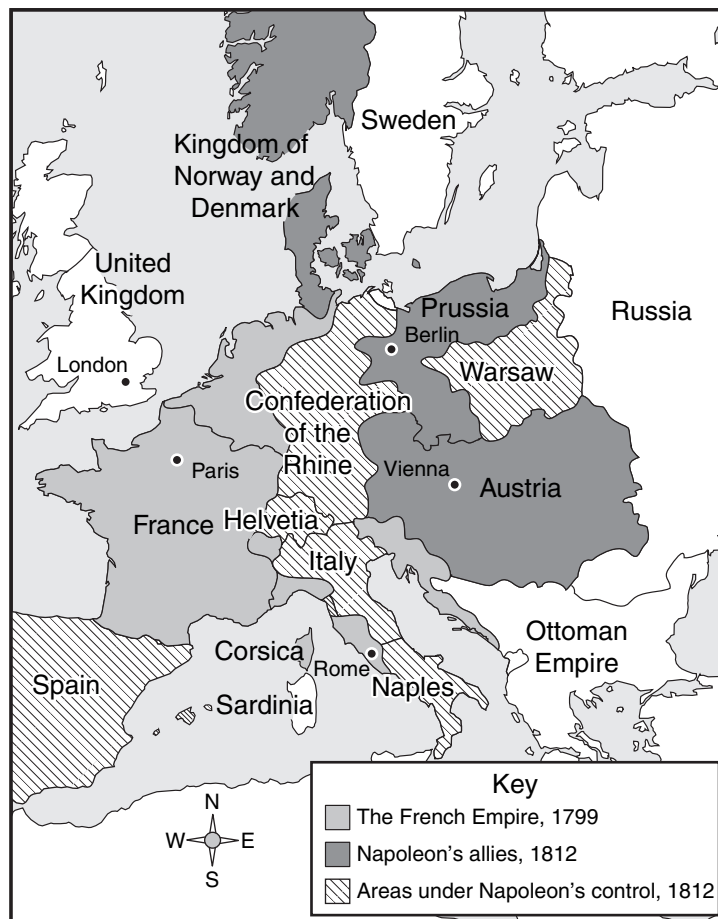 Sweden
Kingdom of
Norway and
Denmark
United
Kingdom
London
Prussia
Berlin
Russia
Warsaw
Confederation
of the
Rhine
Paris
Vienna
Austria
France
Helvetia
Italy
Ottoman
Empire
Corsica
Rome
Spain
Sardinia
Naples
N
W E
S
Key
The French Empire, 1799
Napoleon's allies, 1812
Areas under Napoleon's control, 1812